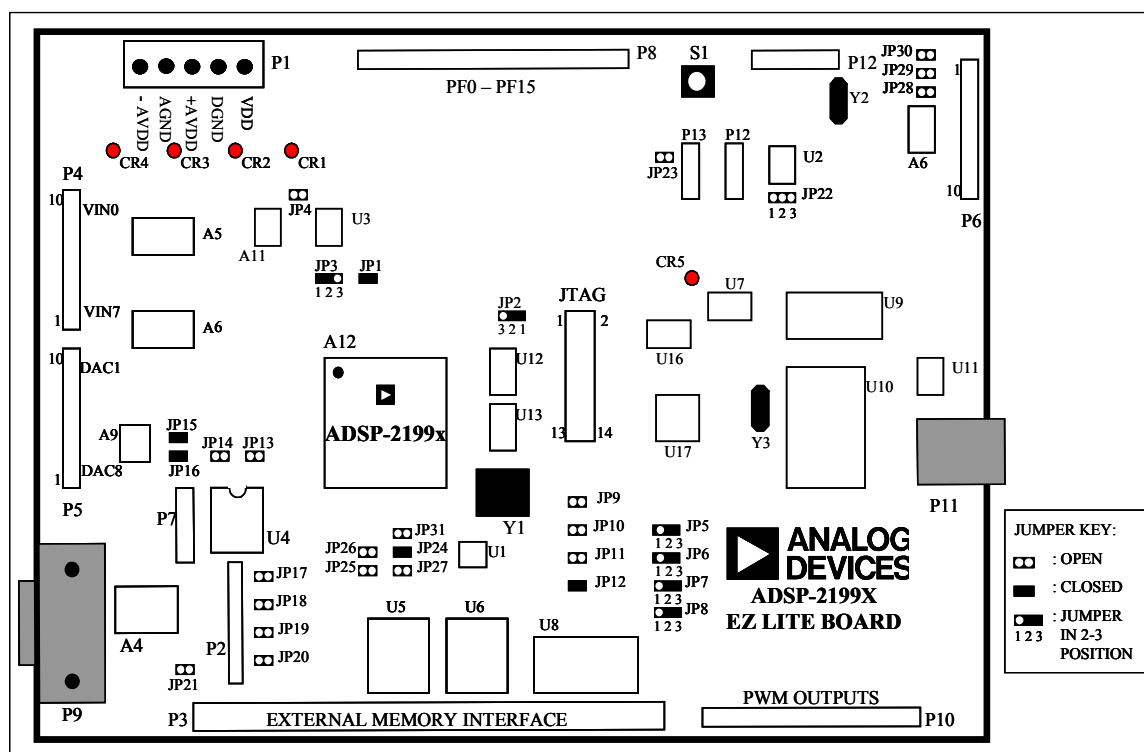 P1
P8
S1
P12
JP30
JP29
JP28
1
PF0 – PF15
Y2
- AVDD
AGND
+AVDD
DGND
VDD
CR4
CR3
CR2
CR1
P13
P12
U2
A6
JP23
P4
10
VIN0
JP4
JP22
1 2 3
10
P6
A5
A11
U3
JP3
1 2 3
JP1
CR5
U7
1
VIN7
A6
JP2
3 2 1
JTAG
1
2
U9
U16
10
DAC1
A12
U12
U11
U10
ADSP-2199x
U13
13
14
U17
Y3
A9
JP15
JP14
JP13
JP16
1
DAC8
P5
P7
U4
Y1
P11
JP9
JP10
JP11
JP12
JP5
1 2 3
JP6
1 2 3
JP7
1 2 3
JP8
1 2 3
ANALOG
DEVICES
ADSP-2199X
EZ LITE BOARD
JP31
JP26
JP24
JP25
JP27
U1
JP17
JP18
JP19
JP20
P2
JP21
A4
U5
U6
U8
P9
P3
EXTERNAL MEMORY INTERFACE
PWM OUTPUTS
P10
JUMPER KEY:
: OPEN
: CLOSED
: JUMPER
1 2 3
IN 2-3
POSITION